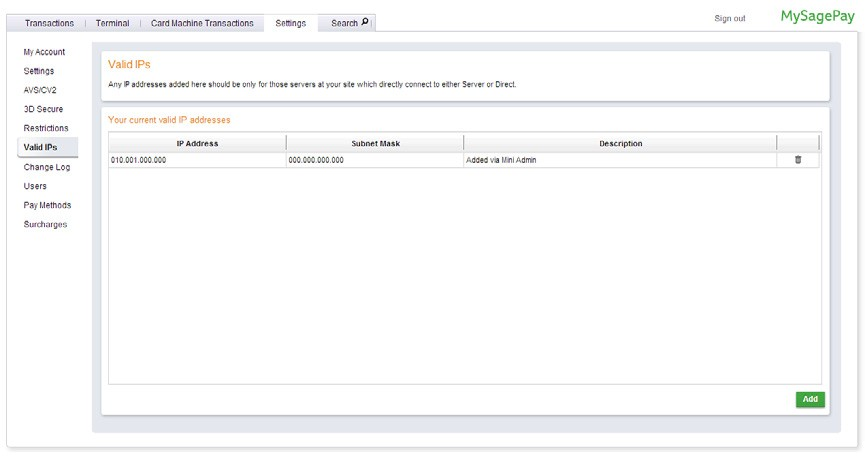 Transactions Terminal Card Machine Transactions Settings Search Sign out MySagePay
My Account
Settings
AVS/CV2
3D Secure
Restrictions
Valid IPs
Change Log
Users
Pay Methods
Surcharges
Valid IPs
Any IP addresses added here should be only for those servers at your site which directly connect to either Server or Direct.
Your current valid IP addresses
IP Address Subnet Mask Description
010.001.000.000 000.000.000.000 Added via Mini Admin
Add